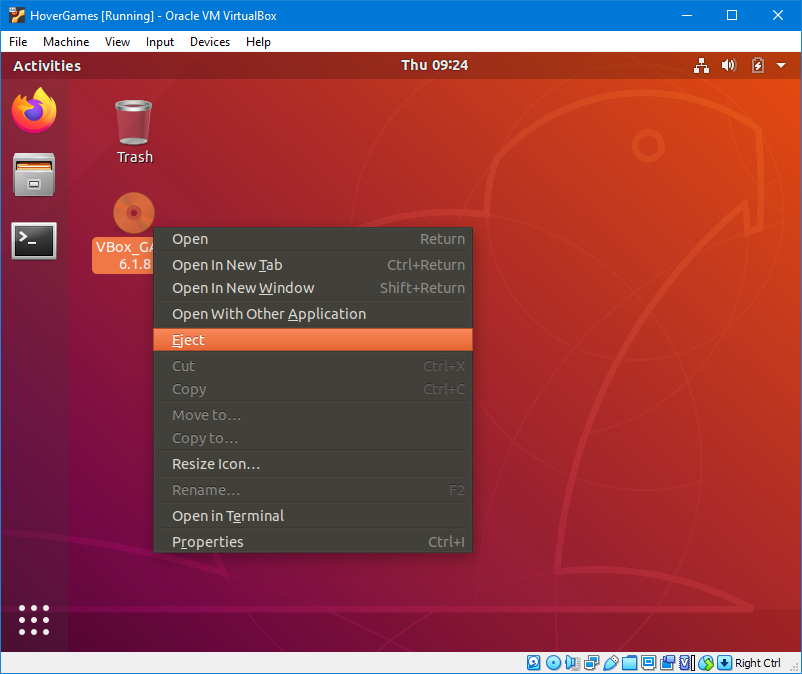 HoverGames [Running] - Oracle VM VirtualBox
File Machine View Input Devices Help
Activities
Thu 09:24
Trash
VBox_GA
6.1.8
Open Return
Open In New Tab Ctrl+Return
Open In New Window Shift+Return
Open With Other Application
Eject
Cut Ctrl+X
Copy Ctrl+C
Move to…
Copy to…
Resize Icon…
Rename… F2
Open in Terminal
Properties Ctrl+I
Right Ctrl